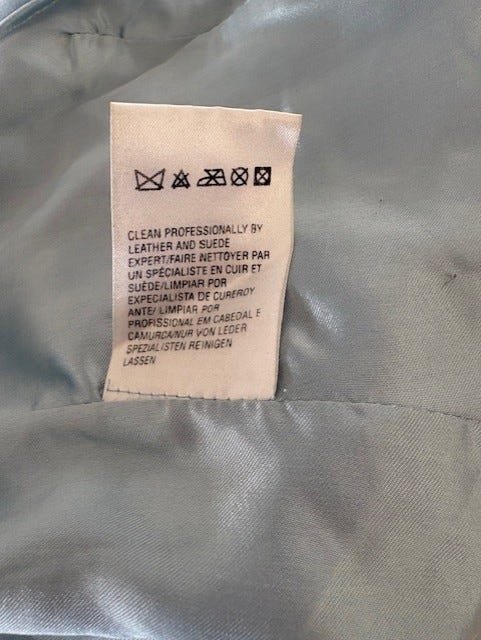 CLEAN PROFESSIONALLY BY
LEATHER AND SUEDE
EXPERT/FAIRE NETTOYER PAR
UN SPÉCIALISTE EN CUIR ET
SUÈDE/LIMPIAR POR
EXPECIALISTA DE CUREROY
ANTE/ LIMPIAR POR
PROFISSIONAL EM CABEDAL E
CAMURCA/NUR VON LEDER
SPEZIALISTEN REINIGEN
LASSEN